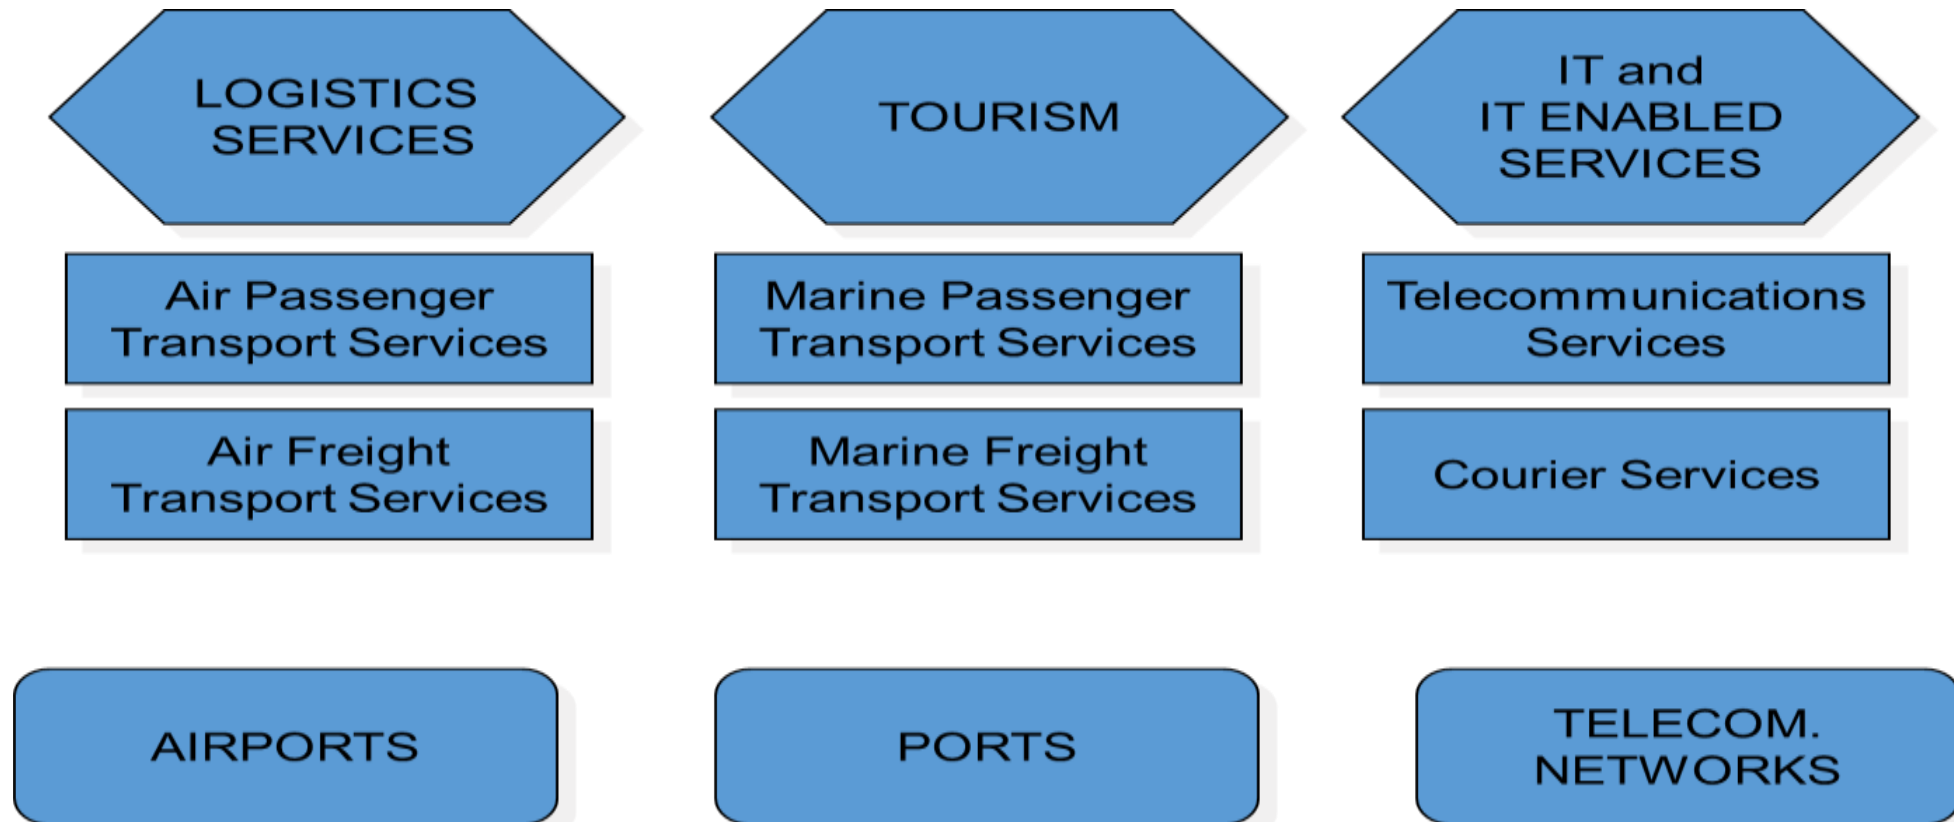 LOGISTICS
SERVICES
TOURISM
IT and
IT ENABLED
SERVICES
Air Passenger
Transport Services
Marine Passenger
Transport Services
Telecommunications
Services
Air Freight
Transport Services
Marine Freight
Transport Services
Courier Services
AIRPORTS
PORTS
TELECOM.
NETWORKS